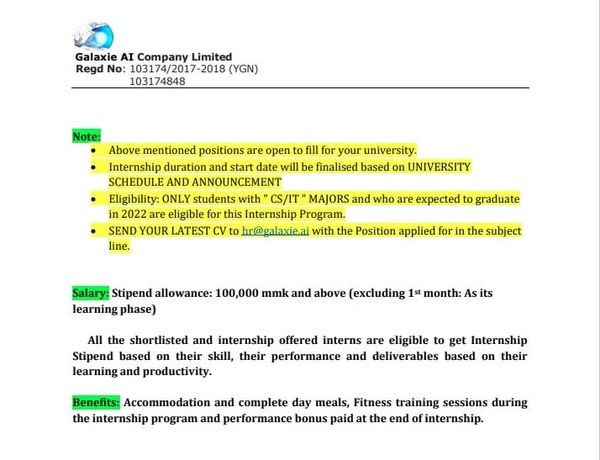 Galaxie AI Company Limited
Regd No: 103174/2017-2018 (YGN)
103174848
Note:
• Above mentioned positions are open to fill for your university.
• Internship duration and start date will be finalised based on UNIVERSITY
SCHEDULE AND ANNOUNCEMENT
• Eligibility: ONLY students with " CS/IT " MAJORS and who are expected to graduate
in 2022 are eligible for this Internship Program.
• SEND YOUR LATEST CV to hr@galaxie.ai with the Position applied for in the subject
line.
Salary: Stipend allowance: 100,000 mmk and above (excluding 1st month: As its
learning phase)
All the shortlisted and internship offered interns are eligible to get Internship
Stipend based on their skill, their performance and deliverables based on their
learning and productivity.
Benefits: Accommodation and complete day meals, Fitness training sessions during
the internship program and performance bonus paid at the end of internship.